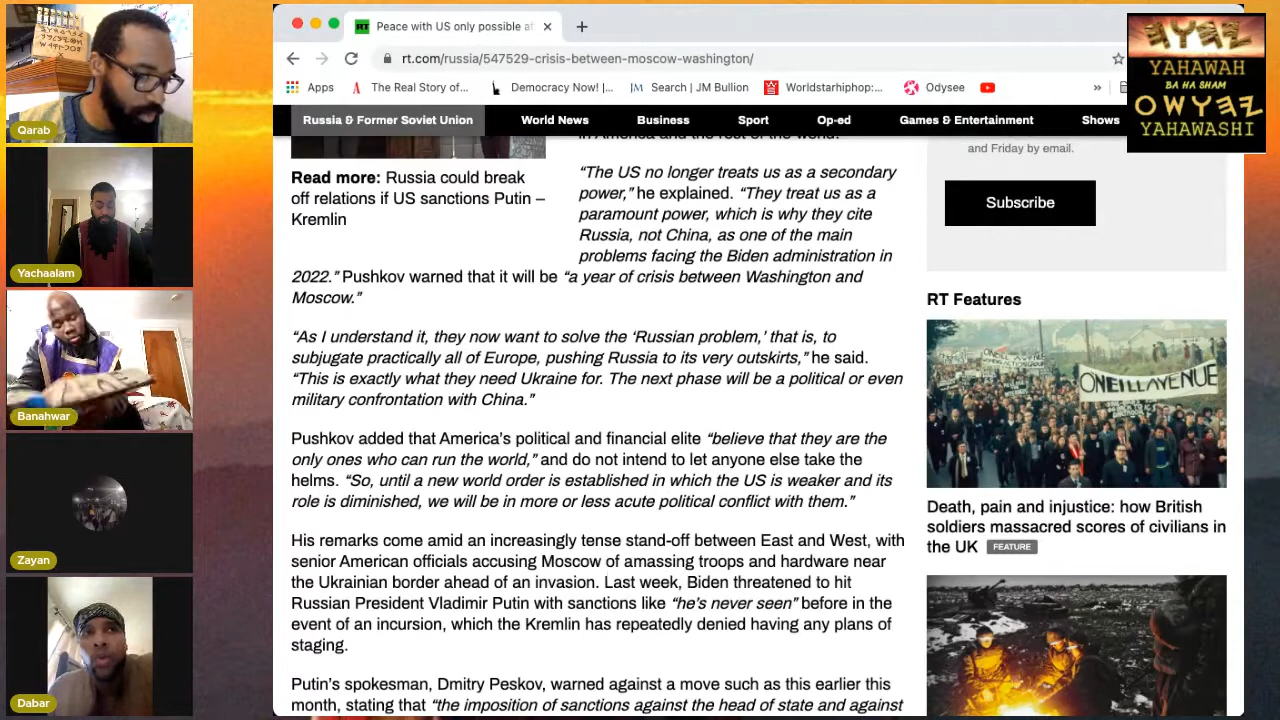 Qarab
Yachaalam
Banahwar
Zayan
Dabar
RT Peace with US only possible af
rt.com/russia/547529-crisis-between-moscow-washington/
Apps
The Real Story of...
Democracy Now! |...
JM Search | JM Bullion
Worldstarhiphop:...
Odysee
»
Russia & Former Soviet Union
World News
Business
Sport
Op-ed
Games & Entertainment
Shows
YAHAWAH
BA HA SHAM
YAHAWASHI
in America and the rest of the world.
Read more: Russia could break
off relations if US sanctions Putin –
Kremlin
“The US no longer treats us as a secondary
power,” he explained. “They treat us as a
paramount power, which is why they cite
Russia, not China, as one of the main
problems facing the Biden administration in
2022.” Pushkov warned that it will be “a year of crisis between Washington and
Moscow.”
“As I understand it, they now want to solve the ‘Russian problem,’ that is, to
subjugate practically all of Europe, pushing Russia to its very outskirts,” he said.
“This is exactly what they need Ukraine for. The next phase will be a political or even
military confrontation with China.”
Pushkov added that America’s political and financial elite “believe that they are the
only ones who can run the world,” and do not intend to let anyone else take the
helms. “So, until a new world order is established in which the US is weaker and its
role is diminished, we will be in more or less acute political conflict with them.”
His remarks come amid an increasingly tense stand-off between East and West, with
senior American officials accusing Moscow of amassing troops and hardware near
the Ukrainian border ahead of an invasion. Last week, Biden threatened to hit
Russian President Vladimir Putin with sanctions like “he’s never seen” before in the
event of an incursion, which the Kremlin has repeatedly denied having any plans of
staging.
Putin’s spokesman, Dmitry Peskov, warned against a move such as this earlier this
month, stating that “the imposition of sanctions against the head of state and against
and Friday by email.
Subscribe
RT Features
ONEILL AVENUE
Death, pain and injustice: how British
soldiers massacred scores of civilians in
the UK FEATURE